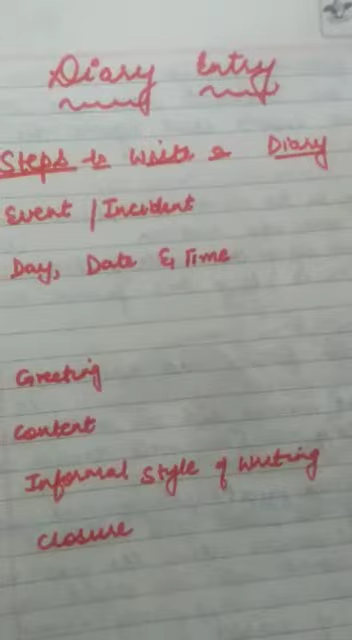 Diary Entry
Steps to Write a Diary
Event / Incident
Day, Date & Time
Greeting
Content
Informal Style of Writing
Closure